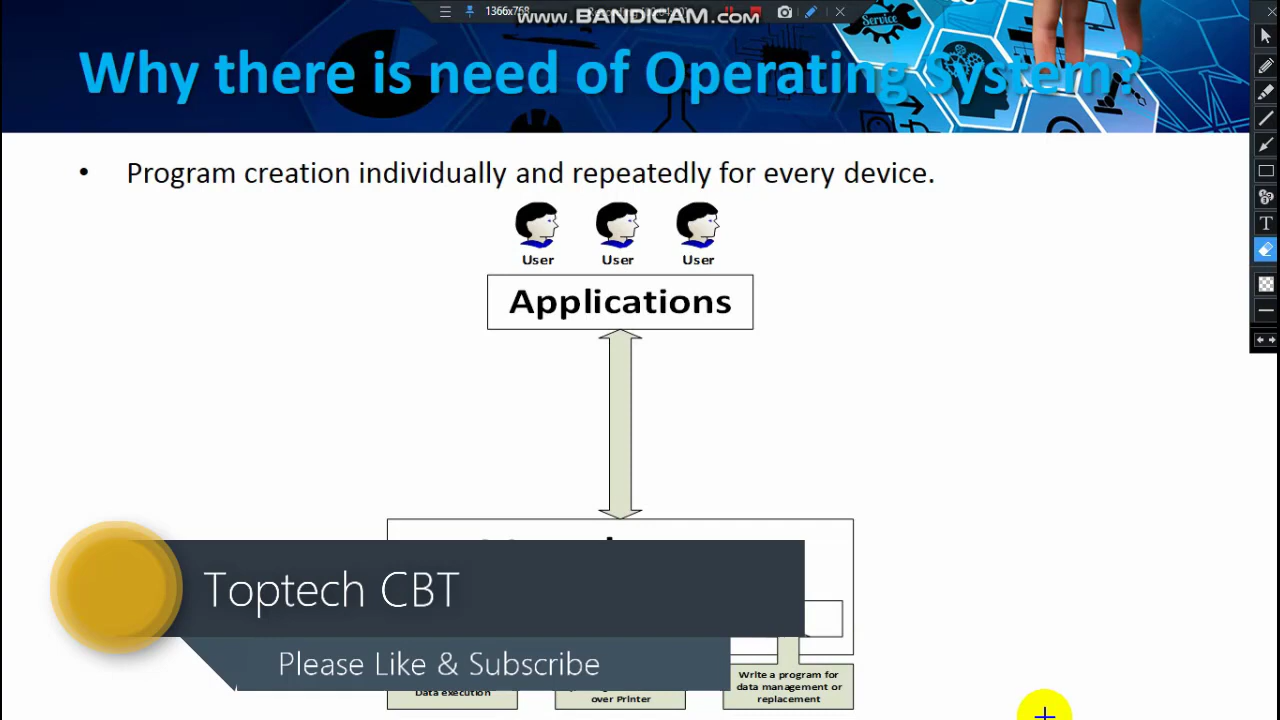 1366x768
www.BANDICAM.com
Service
Why there is need of Operating System?
• Program creation individually and repeatedly for every device.
User User User
Applications
Toptech CBT
Please Like & Subscribe
Data execution
over Printer
Write a program for
data management or
replacement